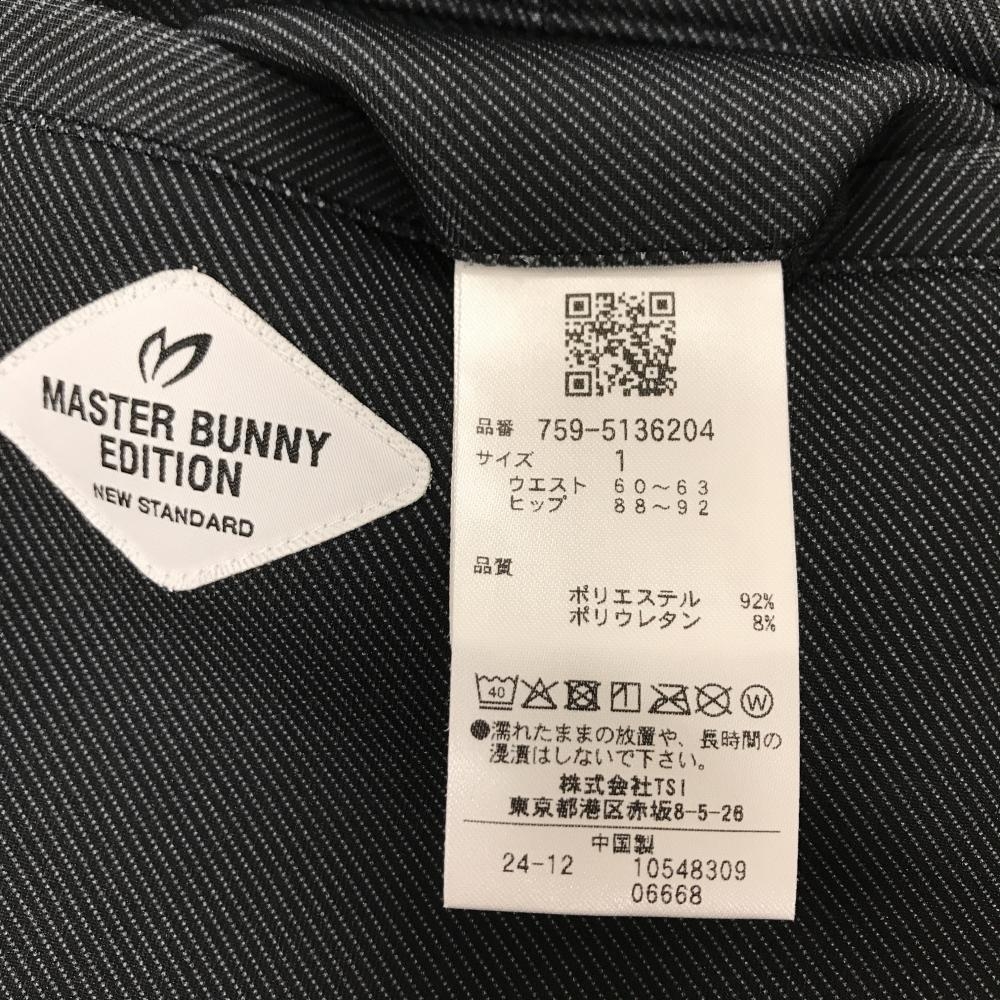 MASTER BUNNY
EDITION
NEW STANDARD
品番 759-5136204
サイズ 1
ウエスト 60〜63
ヒップ 88〜92
品質
ポリエステル 92%
ポリウレタン 8%
40
W
●濡れたままの放置や、長時間の
浸漬はしないで下さい。
株式会社TSI
東京都港区赤坂8-5-26
中国製
24-12 10548309
06668